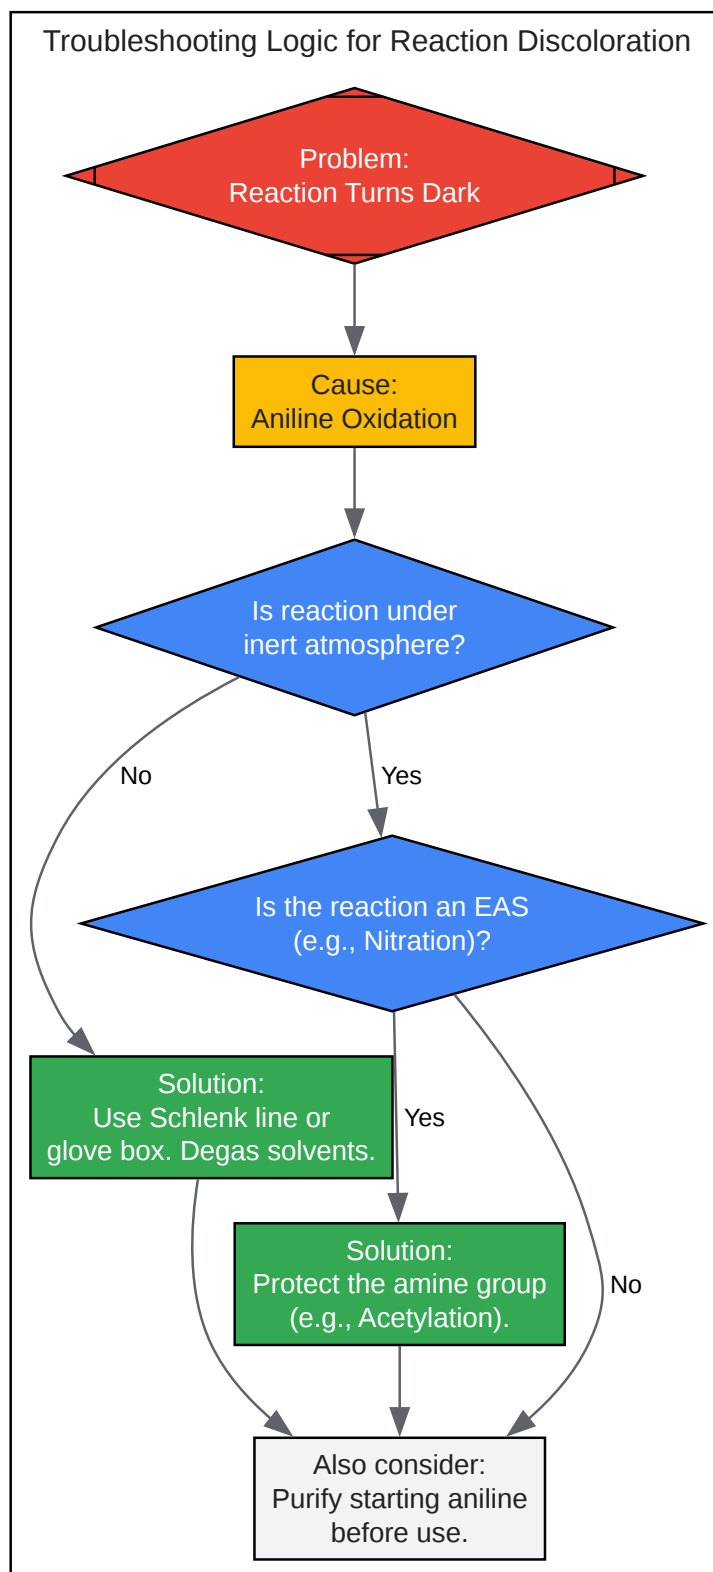 Troubleshooting Logic for Reaction Discoloration
Problem:
Reaction Turns Dark
Cause:
Aniline Oxidation
Is reaction under
inert atmosphere?
No
Yes
Is the reaction an EAS
(e.g., Nitration)?
Solution:
Use Schlenk line or
glove box. Degas solvents.
Yes
Solution:
Protect the amine group
(e.g., Acetylation).
No
Also consider:
Purify starting aniline
before use.